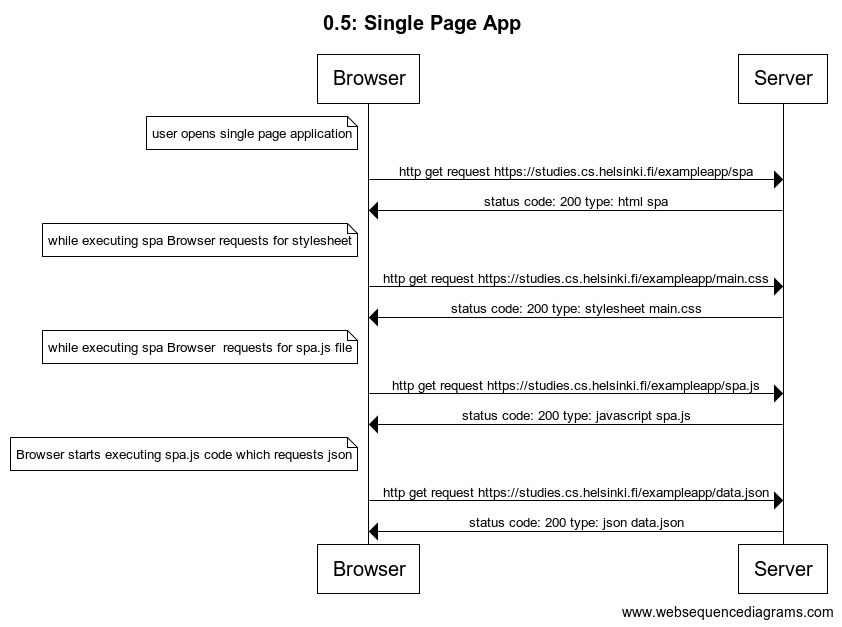 0.5: Single Page App
Browser
Server
user opens single page application
http get request https://studies.cs.helsinki.fi/exampleapp/spa
status code: 200 type: html spa
while executing spa Browser requests for stylesheet
http get request https://studies.cs.helsinki.fi/exampleapp/main.css
status code: 200 type: stylesheet main.css
while executing spa Browser  requests for spa.js file
http get request https://studies.cs.helsinki.fi/exampleapp/spa.js
status code: 200 type: javascript spa.js
Browser starts executing spa.js code which requests json
http get request https://studies.cs.helsinki.fi/exampleapp/data.json
status code: 200 type: json data.json
Browser
Server
www.websequencediagrams.com